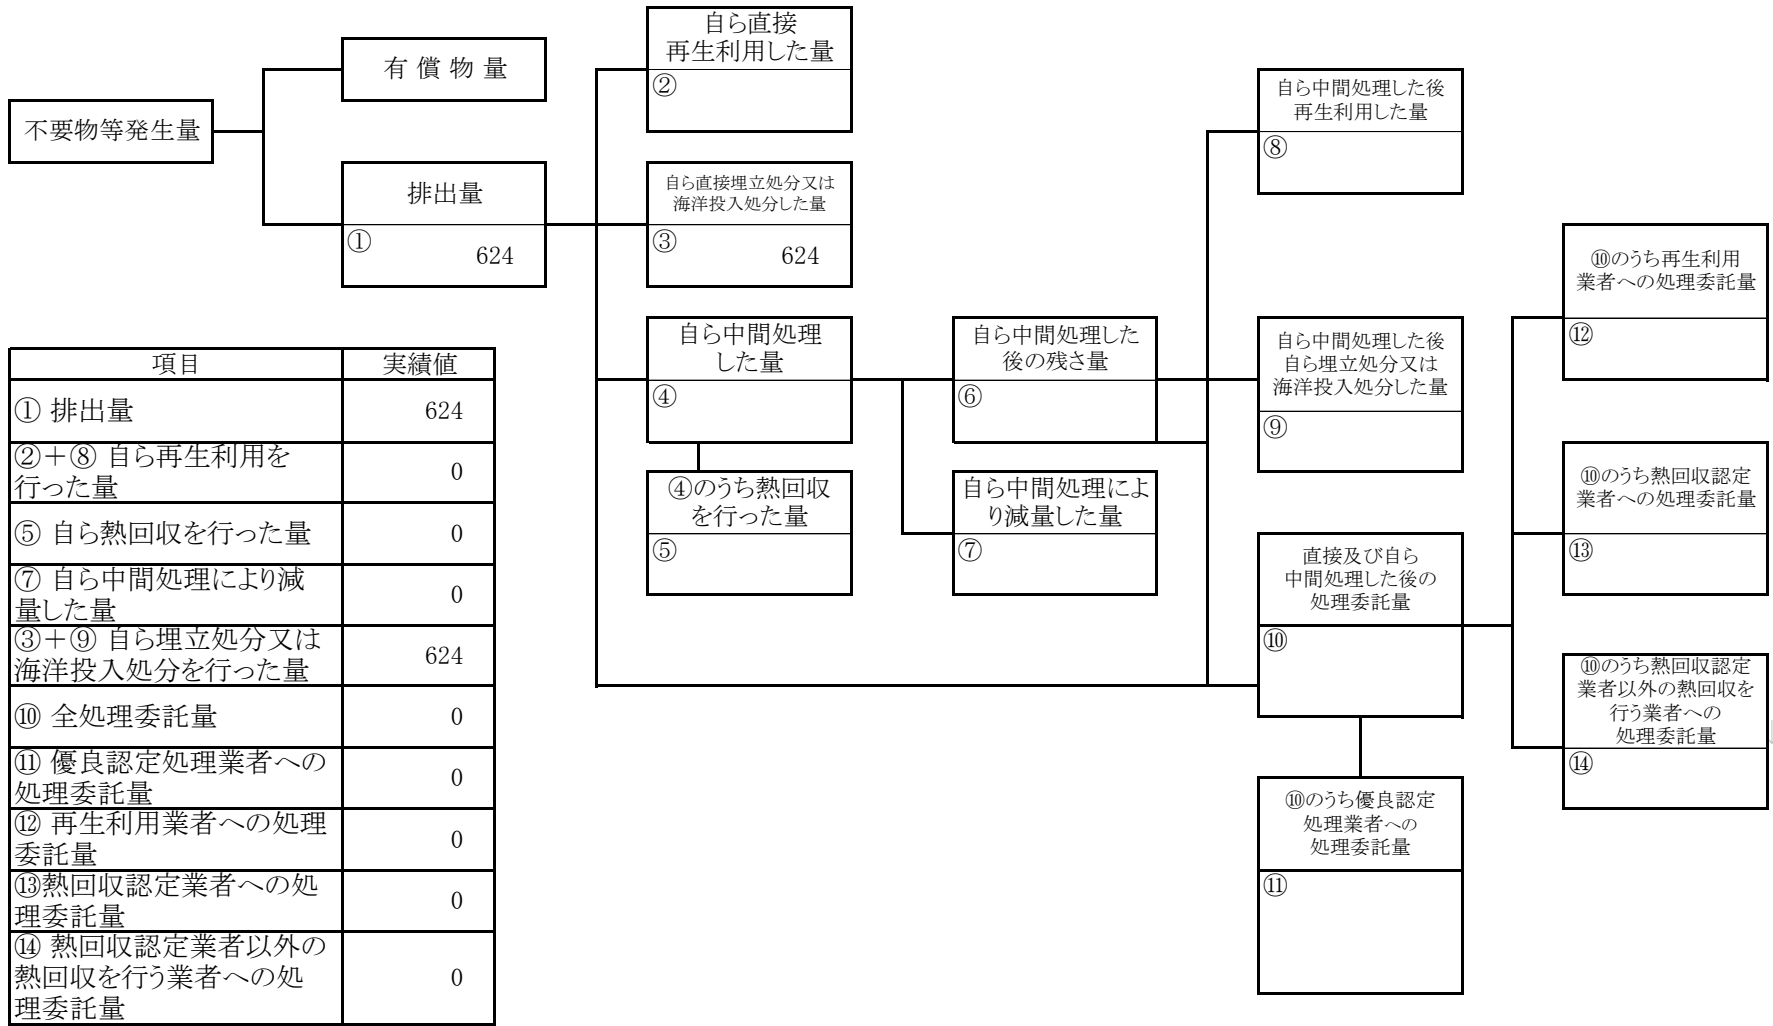 不要物等発生量
有 償 物 量
排出量
①
624
自ら直接
再生利用した量
②
自ら直接埋立処分又は
海洋投入処分した量
③
624
自ら中間処理
した量
④
④のうち熱回収
を行った量
⑤
自ら中間処理した
後の残さ量
⑥
自ら中間処理によ
り減量した量
⑦
自ら中間処理した後
再生利用した量
⑧
自ら中間処理した後
自ら埋立処分又は
海洋投入処分した量
⑨
直接及び自ら
中間処理した後の
処理委託量
⑩
⑩のうち優良認定
処理業者への
処理委託量
⑪
⑩のうち再生利用
業者への処理委託量
⑫
⑩のうち熱回収認定
業者への処理委託量
⑬
⑩のうち熱回収認定
業者以外の熱回収を
行う業者への
処理委託量
⑭
項目 実績値
① 排出量 624
②＋⑧ 自ら再生利用を
行った量 0
⑤ 自ら熱回収を行った量 0
⑦ 自ら中間処理により減
量した量 0
③＋⑨ 自ら埋立処分又は
海洋投入処分を行った量 624
⑩ 全処理委託量 0
⑪ 優良認定処理業者への
処理委託量 0
⑫ 再生利用業者への処理
委託量 0
⑬熱回収認定業者への処
理委託量 0
⑭ 熱回収認定業者以外の
熱回収を行う業者への処
理委託量 0